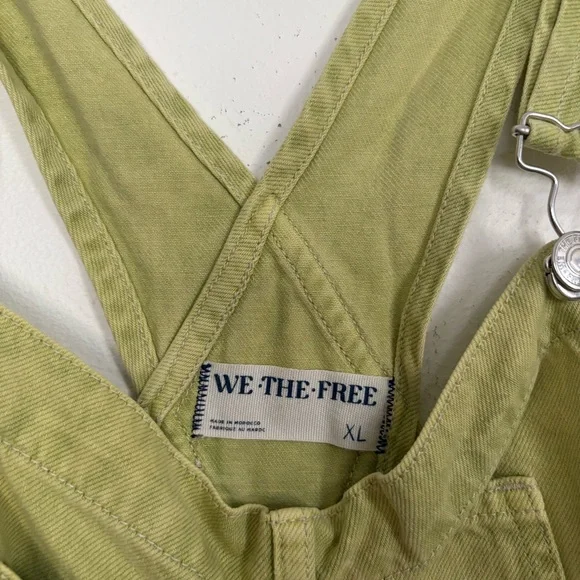 WE·THE·FREE
MADE IN MOROCCO
FABRIQUÉ AU MAROC
XL